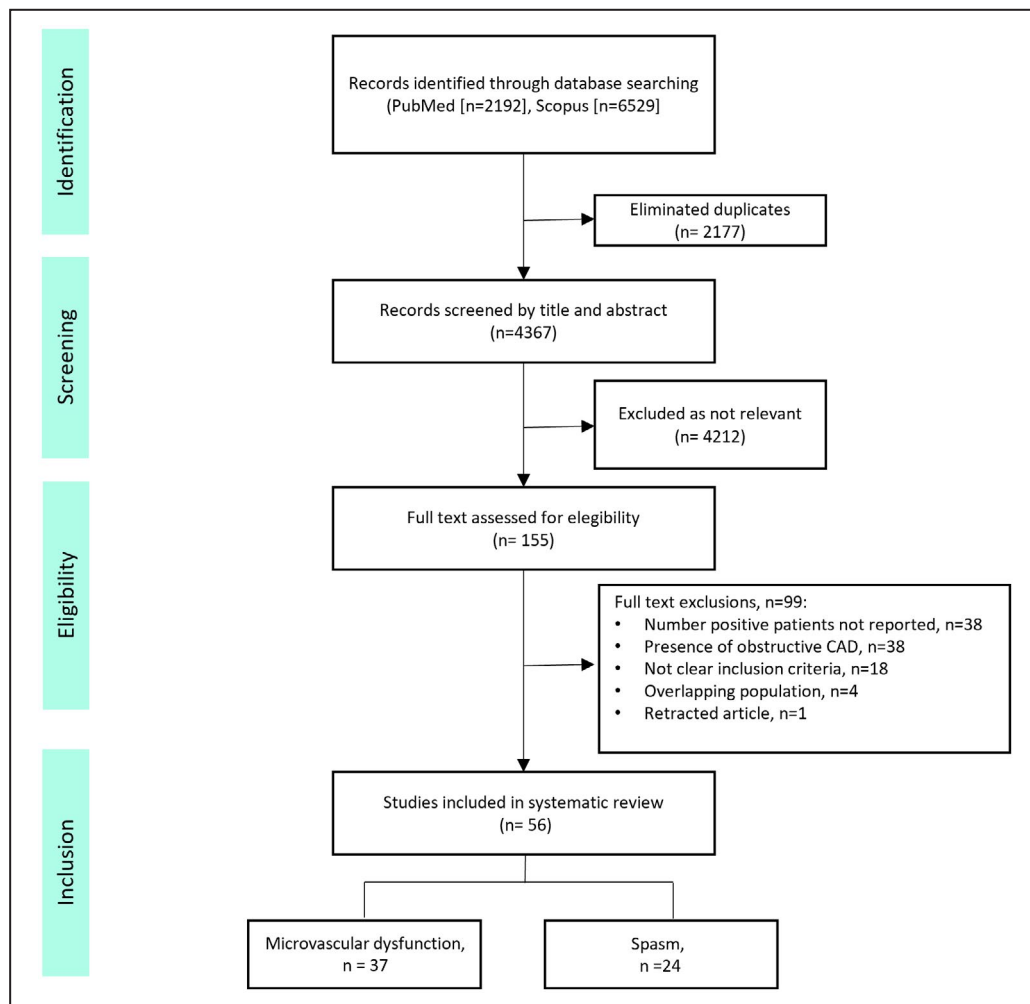 Identification
Records identified through database searching
(PubMed [n=2192], Scopus [n=6529]
Eliminated duplicates
(n= 2177)
Screening
Records screened by title and abstract
(n=4367)
Excluded as not relevant
(n= 4212)
Eligibility
Full text assessed for elegibility
(n= 155)
Full text exclusions, n=99:
• Number positive patients not reported, n=38
• Presence of obstructive CAD, n=38
• Not clear inclusion criteria, n=18
• Overlapping population, n=4
• Retracted article, n=1
Inclusion
Studies included in systematic review
(n= 56)
Microvascular dysfunction,
n = 37
Spasm,
n =24